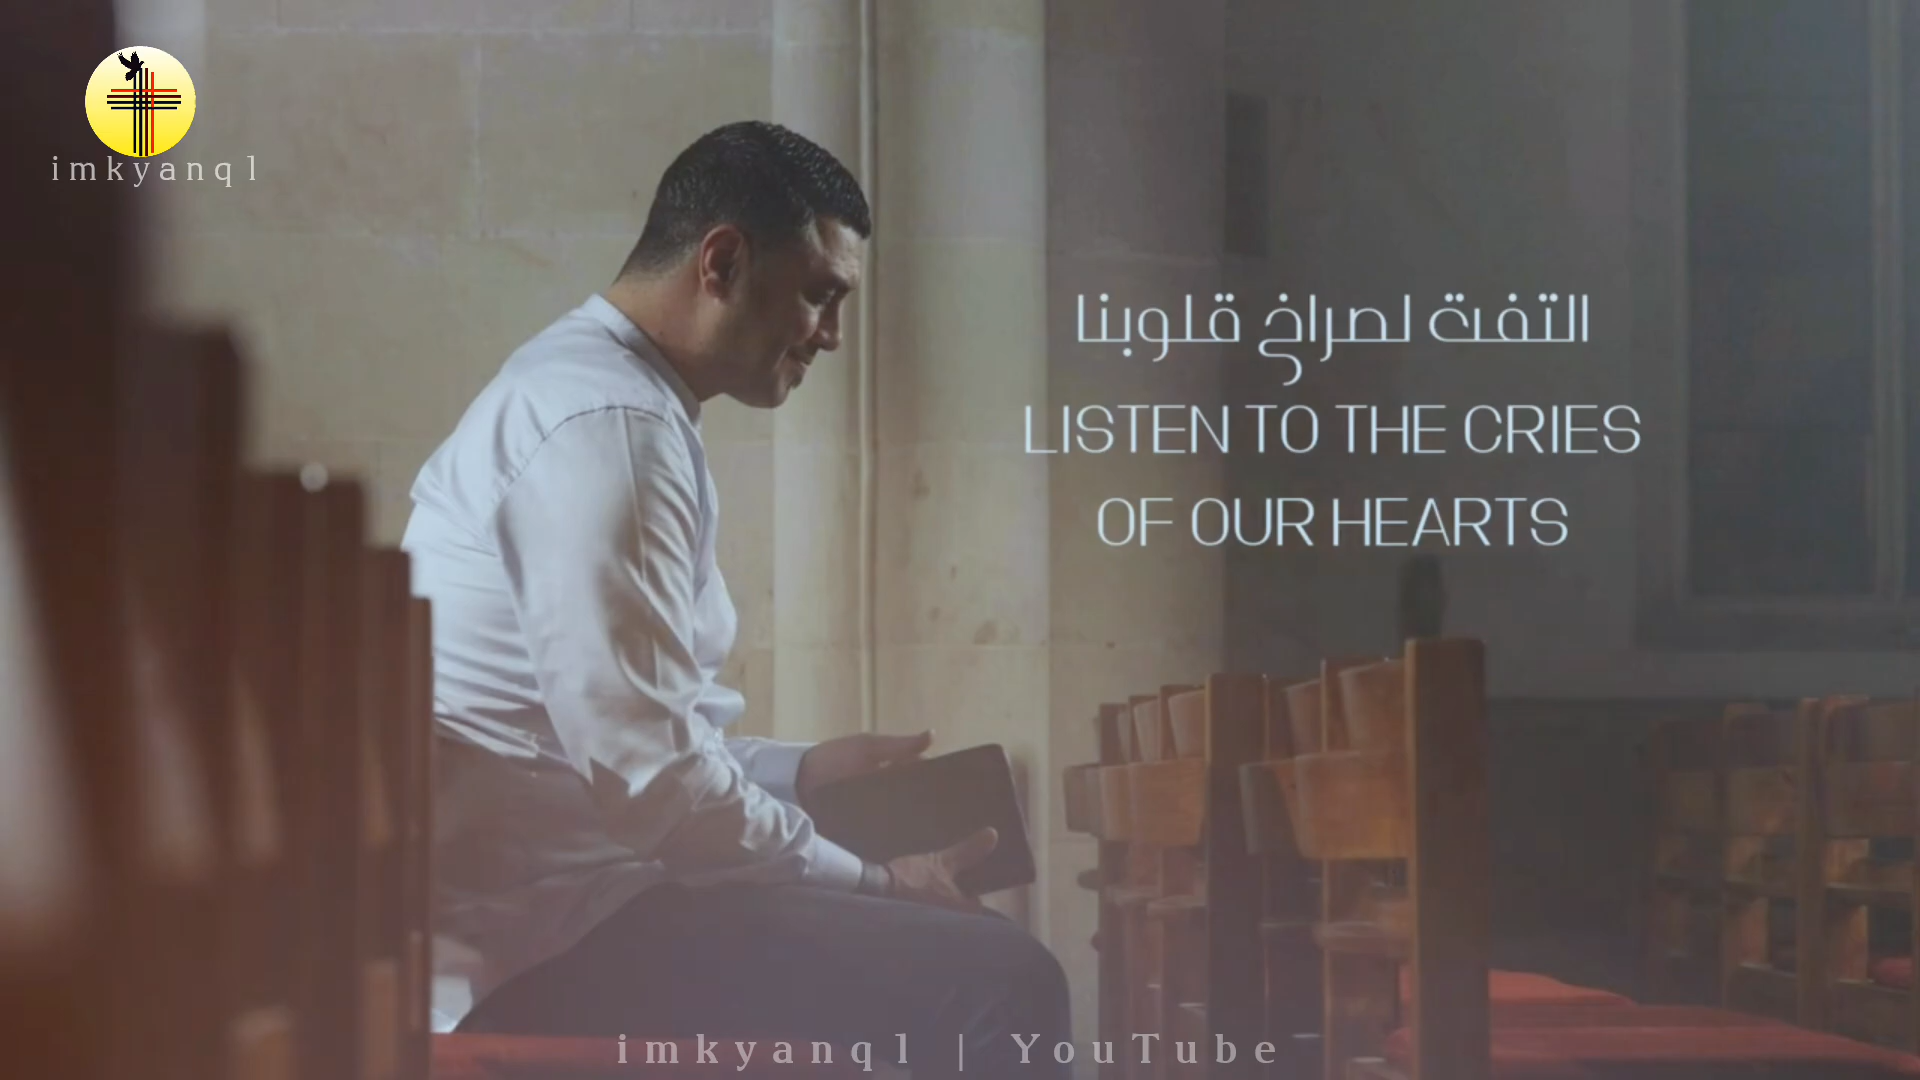 imkyanql
التفت لصراخ قلوبنا
LISTEN TO THE CRIES
OF OUR HEARTS
imkyanql | YouTube